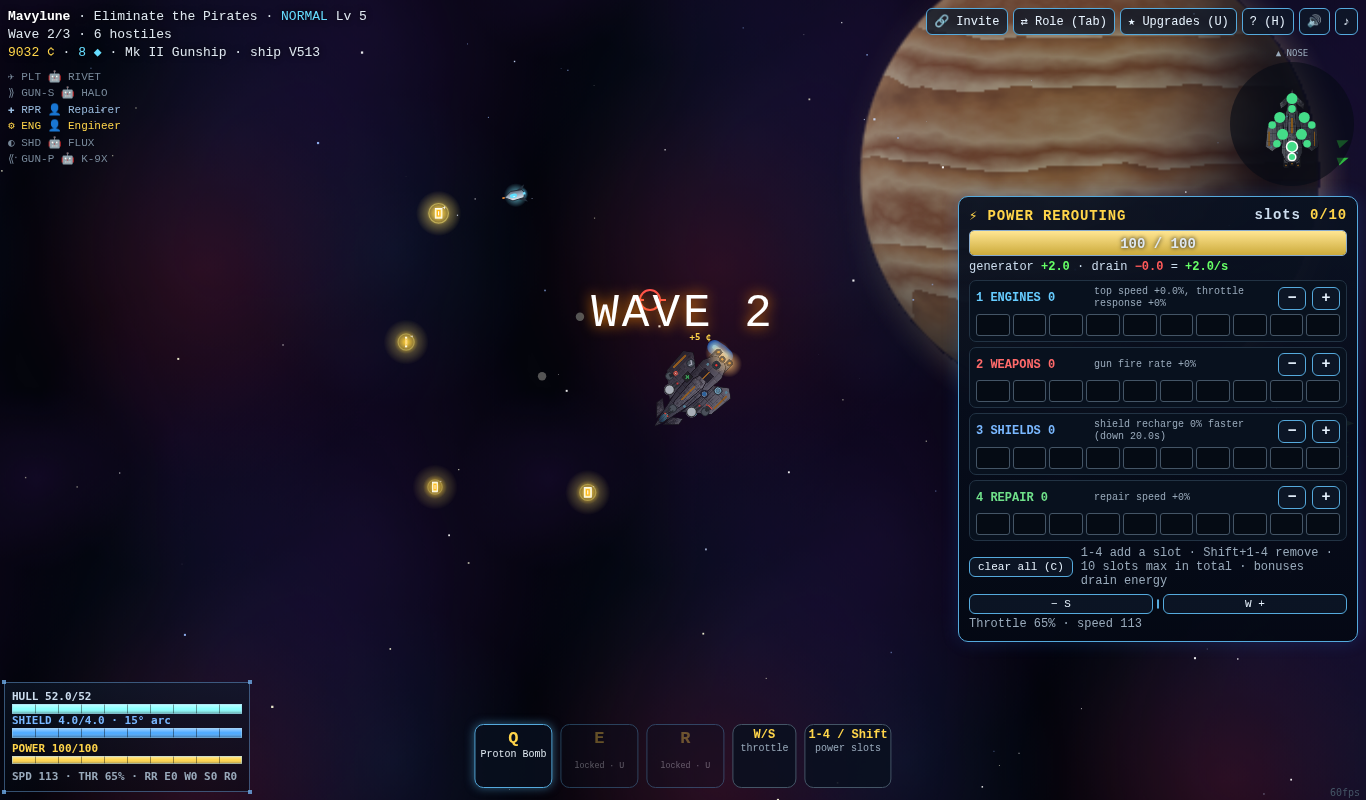 Mavylune · Eliminate the Pirates · NORMAL Lv 5
Wave 2/3 · 6 hostiles
9032 ¢ · 8 ◆ · Mk II Gunship · ship V513
PLT RIVET
GUN-S HALO
RPR Repairer
ENG Engineer
SHD FLUX
GUN-P K-9X
Invite
⇄ Role (Tab)
★ Upgrades (U)
? (H)
♪
▲ NOSE
WAVE 2
+5 ¢
⚡ POWER REROUTING slots 0/10
100 / 100
generator +2.0 · drain −0.0 = +2.0/s
1 ENGINES 0 top speed +0.0%, throttle
response +0%
− +
2 WEAPONS 0 gun fire rate +0% − +
3 SHIELDS 0 shield recharge 0% faster
(down 20.0s)
− +
4 REPAIR 0 repair speed +0% − +
clear all (C)
1-4 add a slot · Shift+1-4 remove ·
10 slots max in total · bonuses
drain energy
− S W +
Throttle 65% · speed 113
HULL 52.0/52
SHIELD 4.0/4.0 · 15° arc
POWER 100/100
SPD 113 · THR 65% · RR E0 W0 S0 R0
Q
Proton Bomb
E
locked · U
R
locked · U
W/S
throttle
1-4 / Shift
power slots
60fps